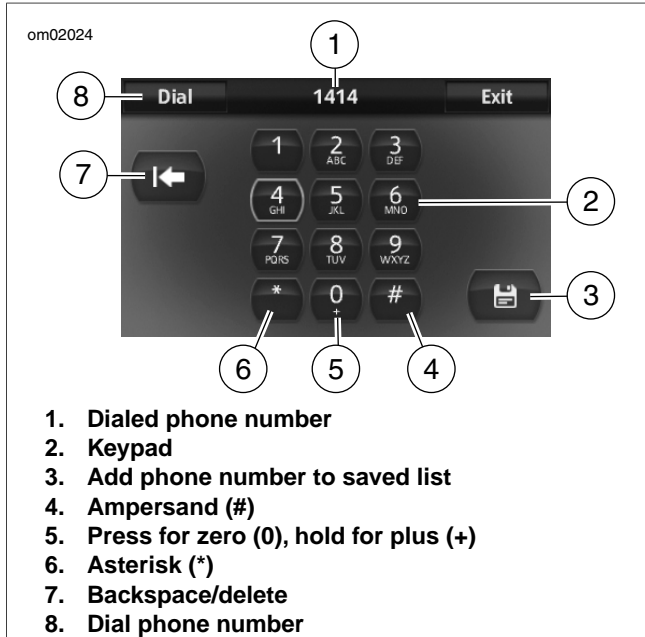 om02024
1
8 Dial 1414 Exit
7
1 2 3
ABC DEF
4 5 6 2
GHI JKL MNO
7 8 9
PQRS TUV WXYZ
* 0 # 3
+
6 5 4
1. Dialed phone number
2. Keypad
3. Add phone number to saved list
4. Ampersand (#)
5. Press for zero (0), hold for plus (+)
6. Asterisk (*)
7. Backspace/delete
8. Dial phone number